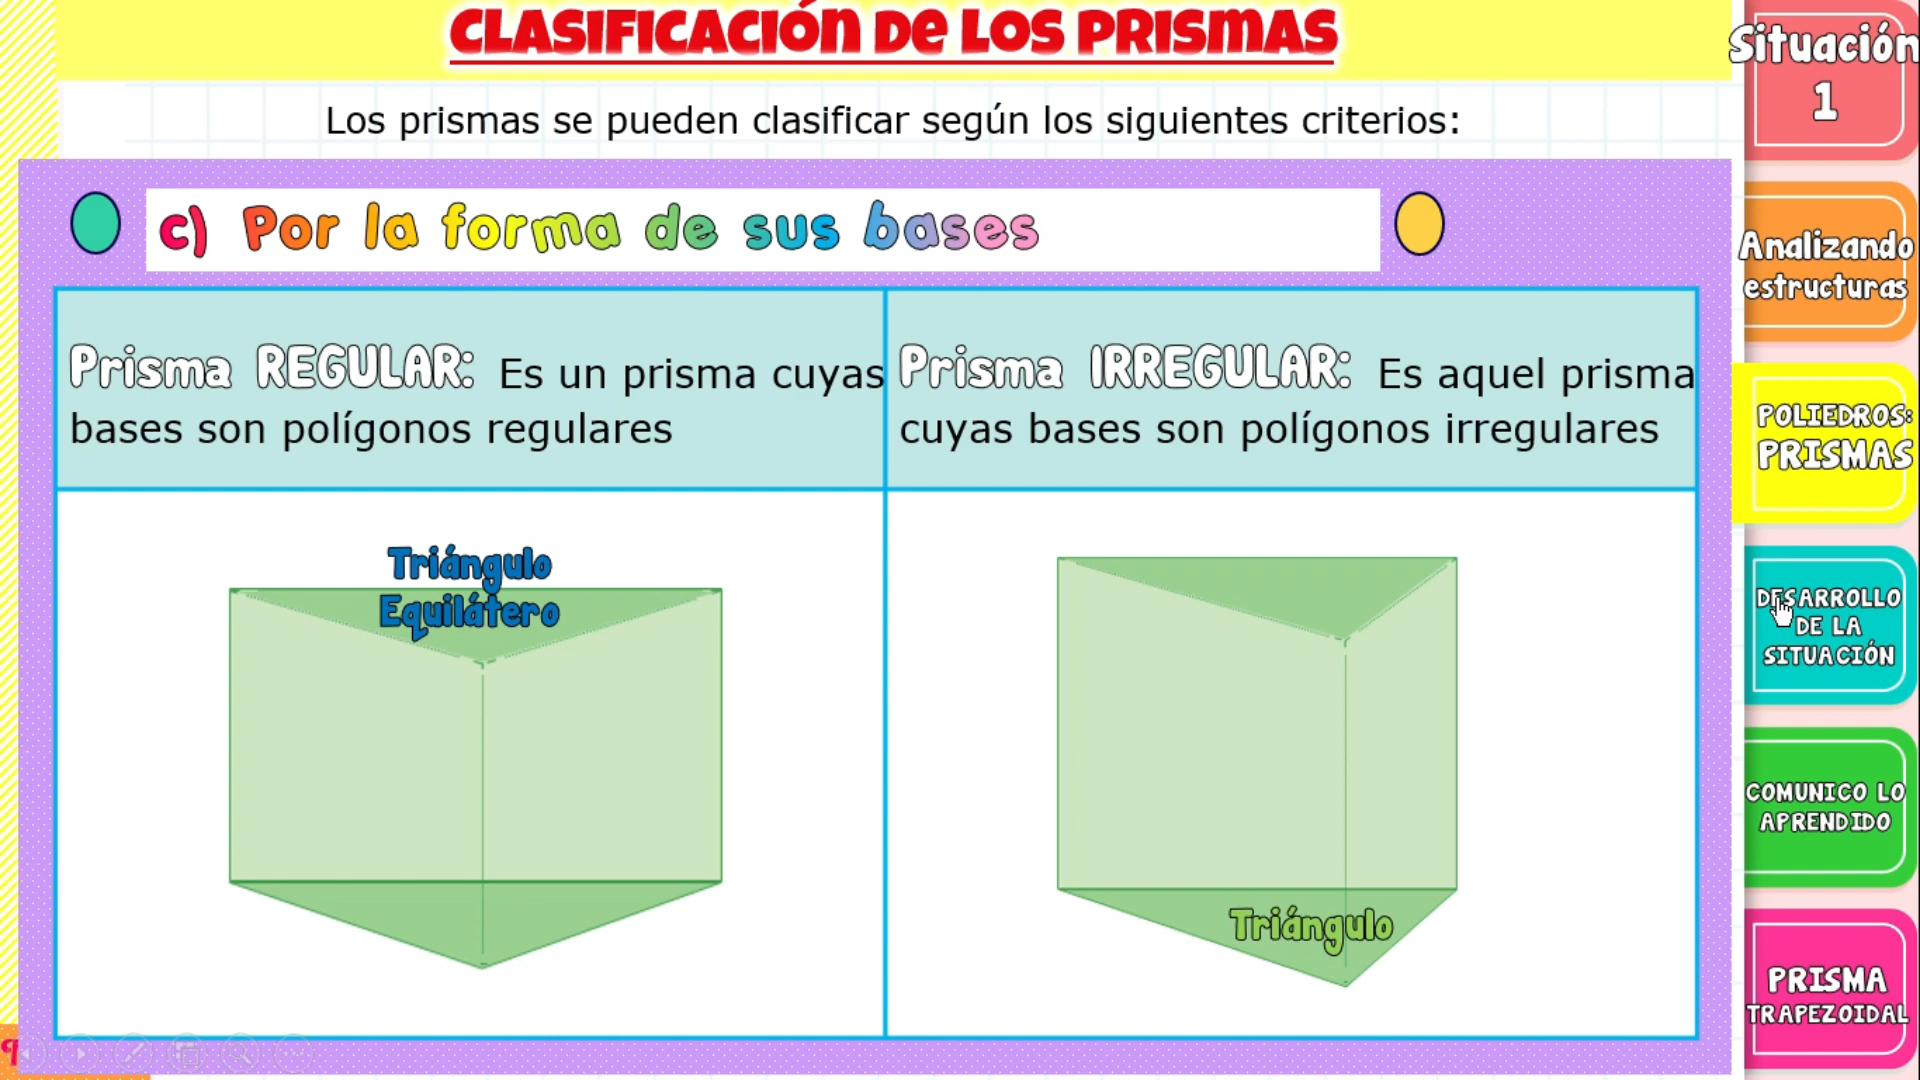 CLASIFICACIÓN DE LOS PRISMAS
Los prismas se pueden clasificar según los siguientes criterios:
c) Por la forma de sus bases
Prisma REGULAR: Es un prisma cuyas
bases son polígonos regulares
Prisma IRREGULAR: Es aquel prisma
cuyas bases son polígonos irregulares
Triángulo
Equilátero
Triángulo
Situación
1
Analizando
estructuras
POLIEDROS:
PRISMAS
DESARROLLO
DE LA
SITUACIÓN
COMUNICO LO
APRENDIDO
PRISMA
TRAPEZOIDAL